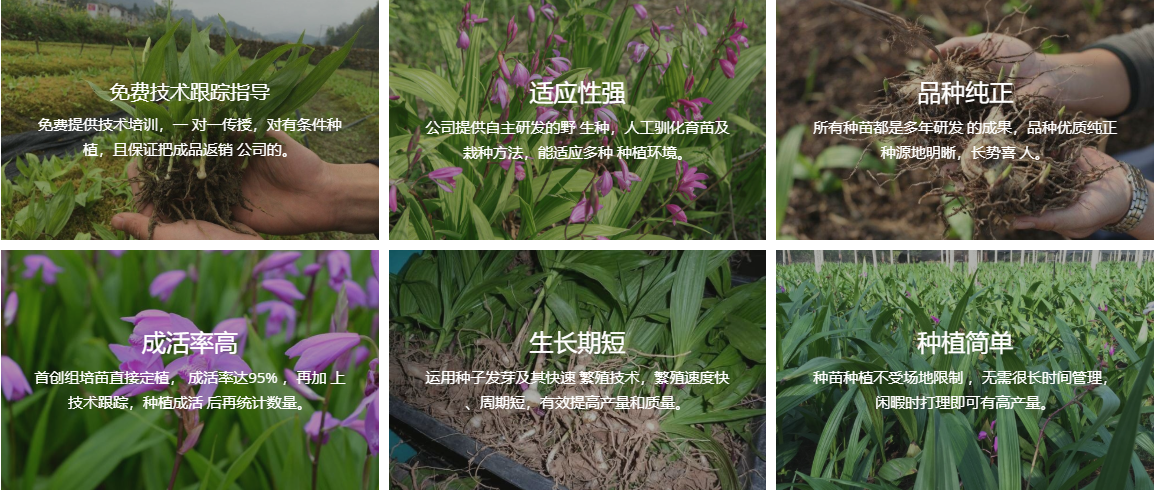 免费技术跟踪指导
免费提供技术培训，一 对一传授，对有条件种
植，且保证把成品返销 公司的。
适应性强
公司提供自主研发的野 生种，人工驯化育苗及
栽种方法，能适应多种 种植环境。
品种纯正
所有种苗都是多年研发 的成果，品种优质纯正
种源地明晰，长势喜 人。
成活率高
首创组培苗直接定植， 成活率达95% ，再加 上
技术跟踪，种植成活 后再统计数量。
生长期短
运用种子发芽及其快速 繁殖技术，繁殖速度快
、周期短，有效提高产量和质量。
种植简单
种苗种植不受场地限制 ，无需很长时间管理，
闲暇时打理即可有高产量。